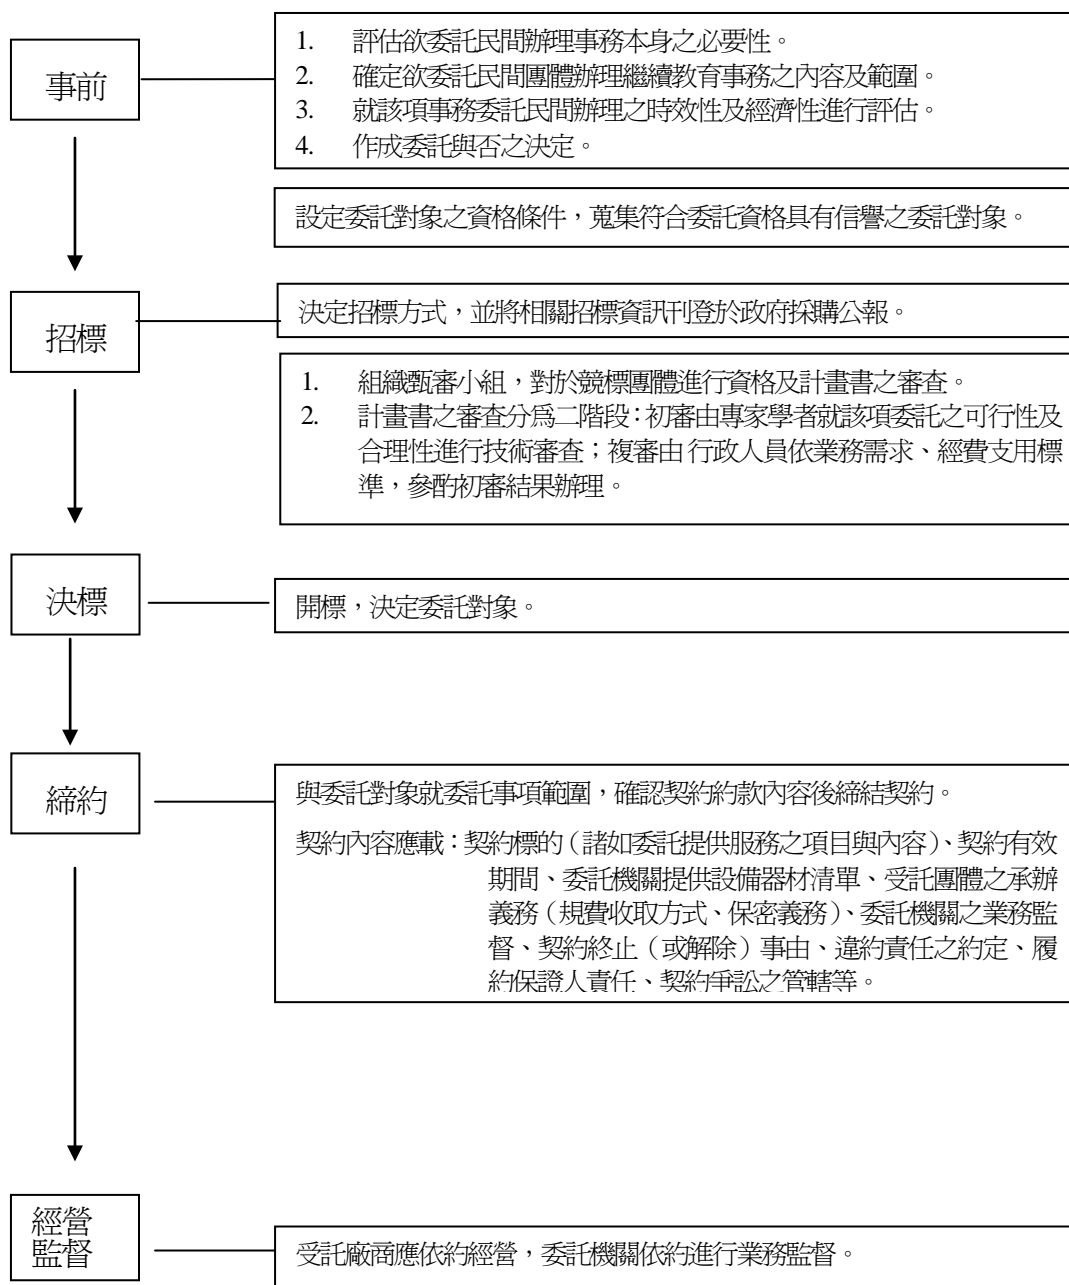 事前
1. 評估欲委託民間辦理事務本身之必要性。
2. 確定欲委託民間團體辦理繼續教育事務之內容及範圍。
3. 就該項事務委託民間辦理之時效性及經濟性進行評估。
4. 作成委託與否之決定。
設定委託對象之資格條件，蒐集符合委託資格具有信譽之委託對象。
招標
決定招標方式，並將相關招標資訊刊登於政府採購公報。
1. 組織甄審小組，對於競標團體進行資格及計畫書之審查。
2. 計畫書之審查分為二階段：初審由專家學者就該項委託之可行性及
合理性進行技術審查；複審由 行政人員依業務需求、經費支用標
準，參酌初審結果辦理。
決標
開標，決定委託對象。
締約
與委託對象就委託事項範圍，確認契約約款內容後締結契約。
契約內容應載：契約標的（諸如委託提供服務之項目與內容）、契約有效
期間、委託機關提供設備器材清單、受託團體之承辦
義務（規費收取方式、保密義務）、委託機關之業務監
督、契約終止（或解除）事由、違約責任之約定、履
約保證人責任、契約爭訟之管轄等。
經營
監督
受託廠商應依約經營，委託機關依約進行業務監督。